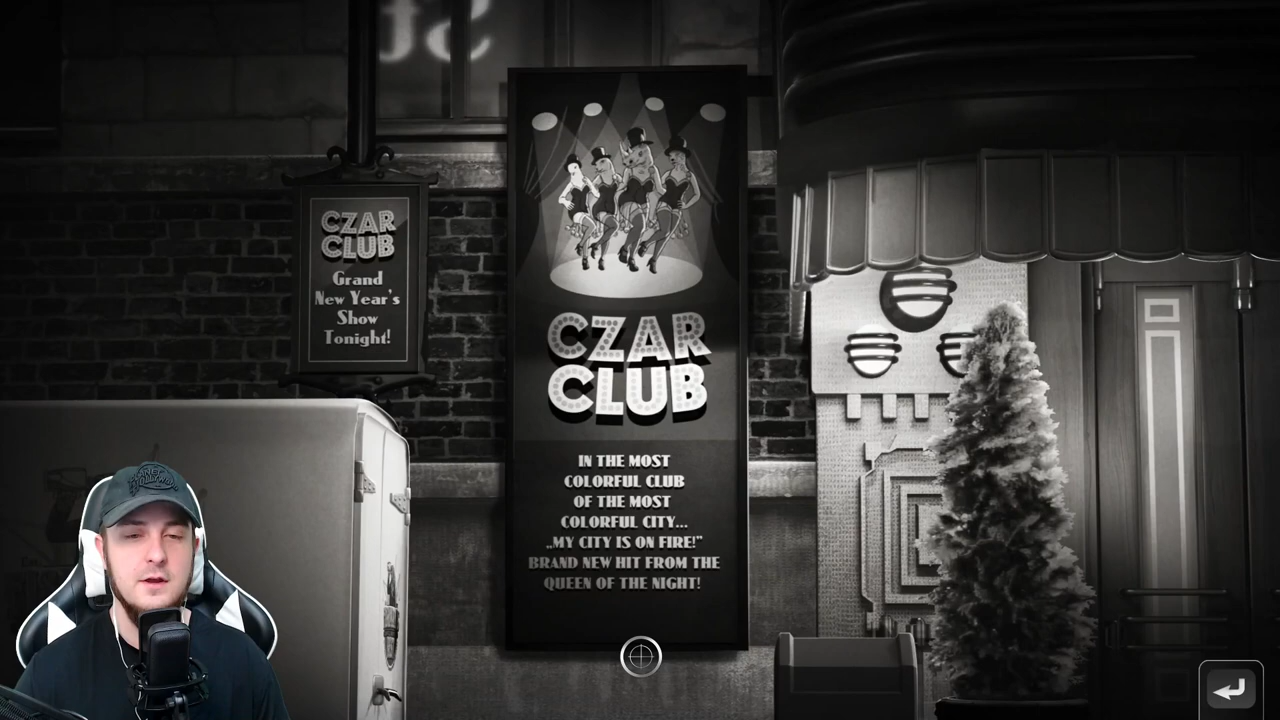 CZAR
CLUB
Grand
New Year's
Show
Tonight!
CZAR
CLUB
IN THE MOST
COLORFUL CLUB
OF THE MOST
COLORFUL CITY...
„MY CITY IS ON FIRE!”
BRAND NEW HIT FROM THE
QUEEN OF THE NIGHT!